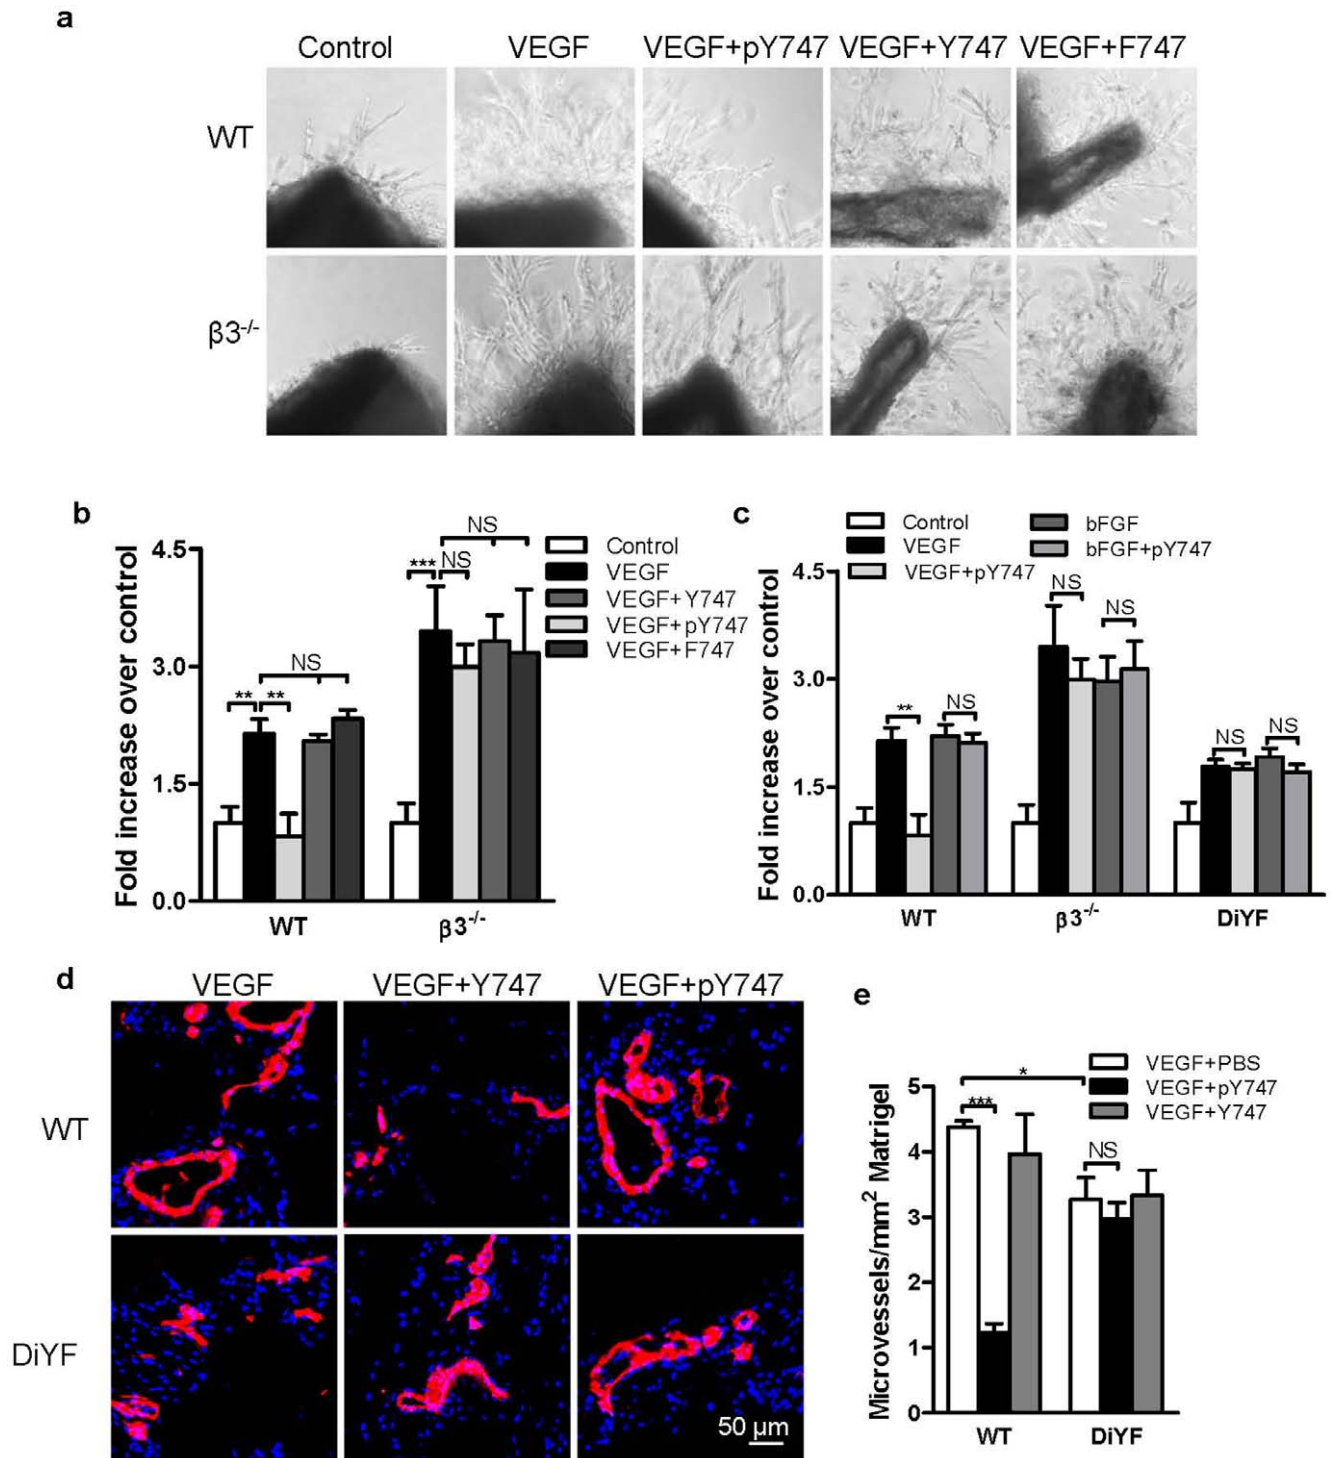 a
Control VEGF VEGF+pY747 VEGF+Y747 VEGF+F747
WT
β3-/-
b
Fold increase over control
4.5
3.0
1.5
0.0
** ** NS
*** NS NS
WT β3-/-
Control
VEGF
VEGF+Y747
VEGF+pY747
VEGF+F747
c
Control
VEGF
VEGF+pY747
bFGF
bFGF+pY747
Fold increase over control
4.5
3.0
1.5
0.0
** NS
NS NS
NS NS
WT β3-/- DiYF
d
VEGF VEGF+Y747 VEGF+pY747
WT
DiYF
50 μm
e
VEGF+PBS
VEGF+pY747
VEGF+Y747
Microvessels/mm2 Matrigel
5
4
3
2
1
0
*
*** NS
WT DiYF